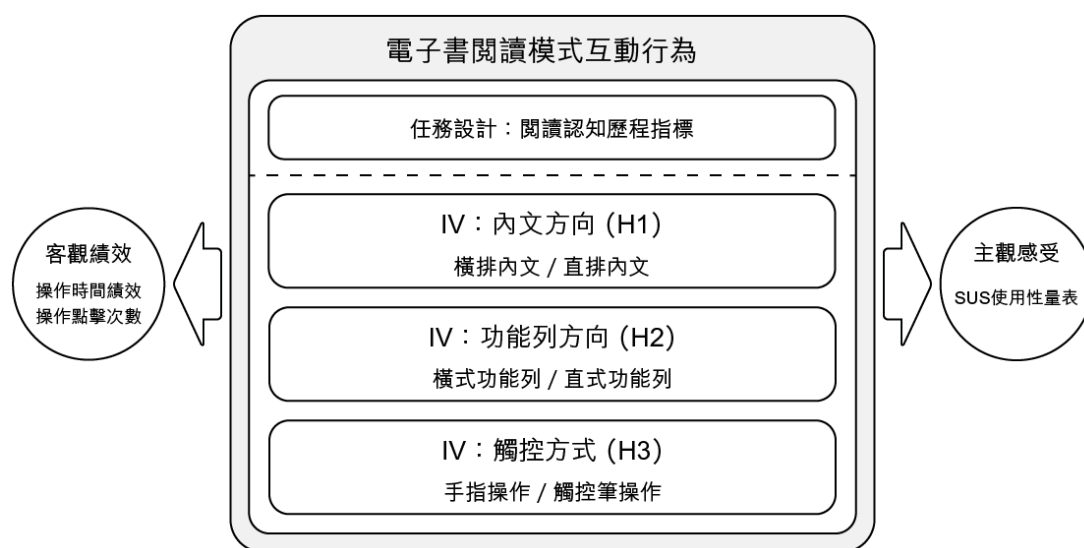 電子書閱讀模式互動行為
任務設計：閱讀認知歷程指標
IV：內文方向 (H1)
橫排內文 / 直排內文
IV：功能列方向 (H2)
橫式功能列 / 直式功能列
IV：觸控方式 (H3)
手指操作 / 觸控筆操作
客觀績效
操作時間績效
操作點擊次數
主觀感受
SUS使用性量表